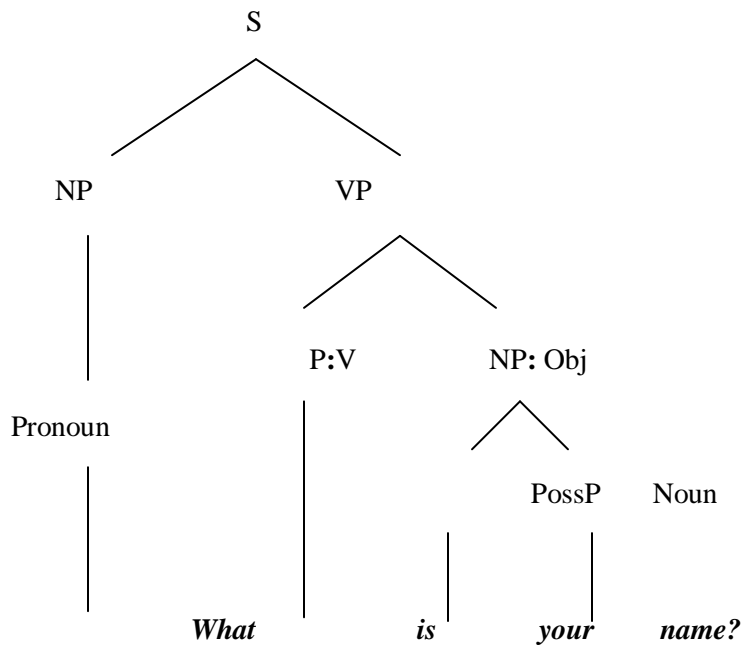 S
NP VP
P:V NP: Obj
Pronoun
PossP Noun
What is your name?